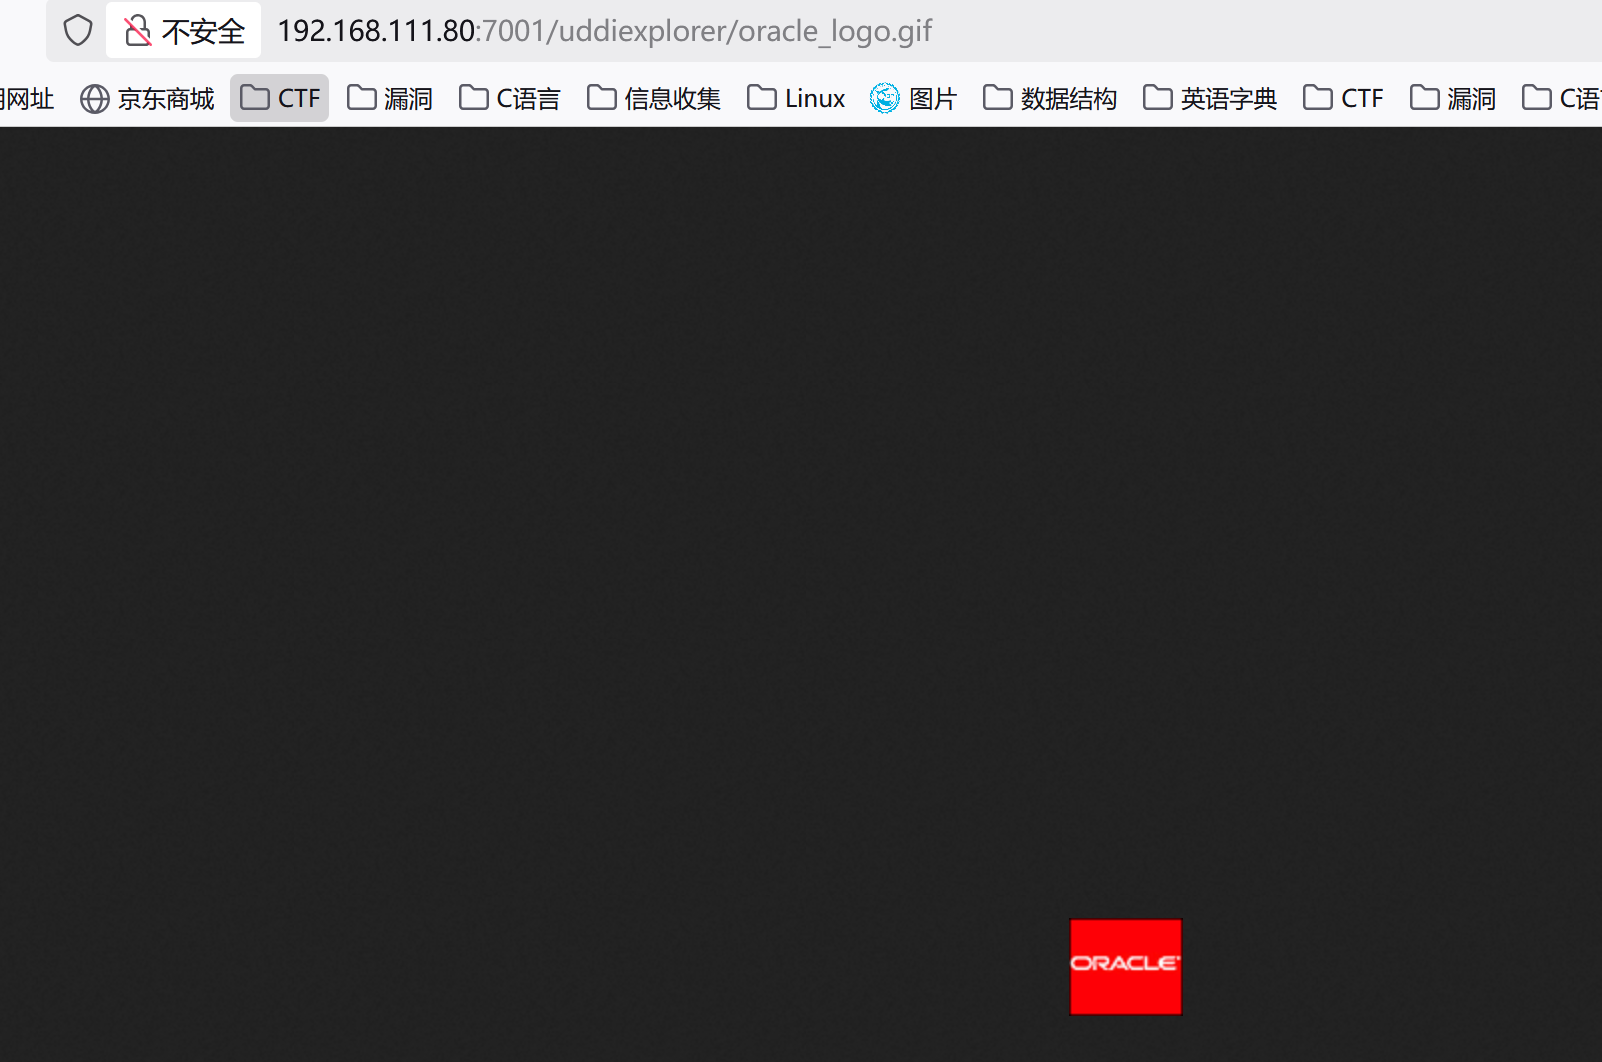 不安全 192.168.111.80:7001/uddiexplorer/oracle_logo.gif
网址 京东商城 CTF 漏洞 C语言 信息收集 Linux 图片 数据结构 英语字典 CTF 漏洞 C语
ORACLE